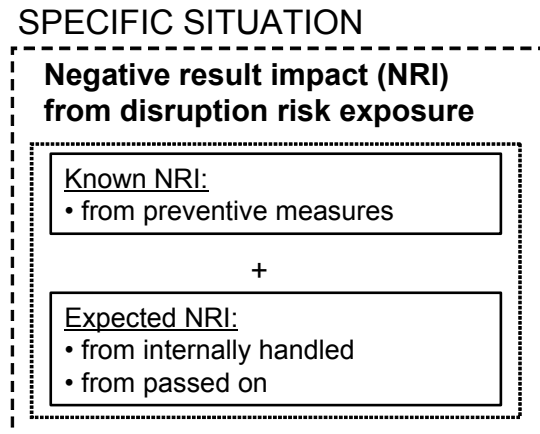 SPECIFIC SITUATION
Negative result impact (NRI)
from disruption risk exposure
Known NRI:
• from preventive measures
+
Expected NRI:
• from internally handled
• from passed on